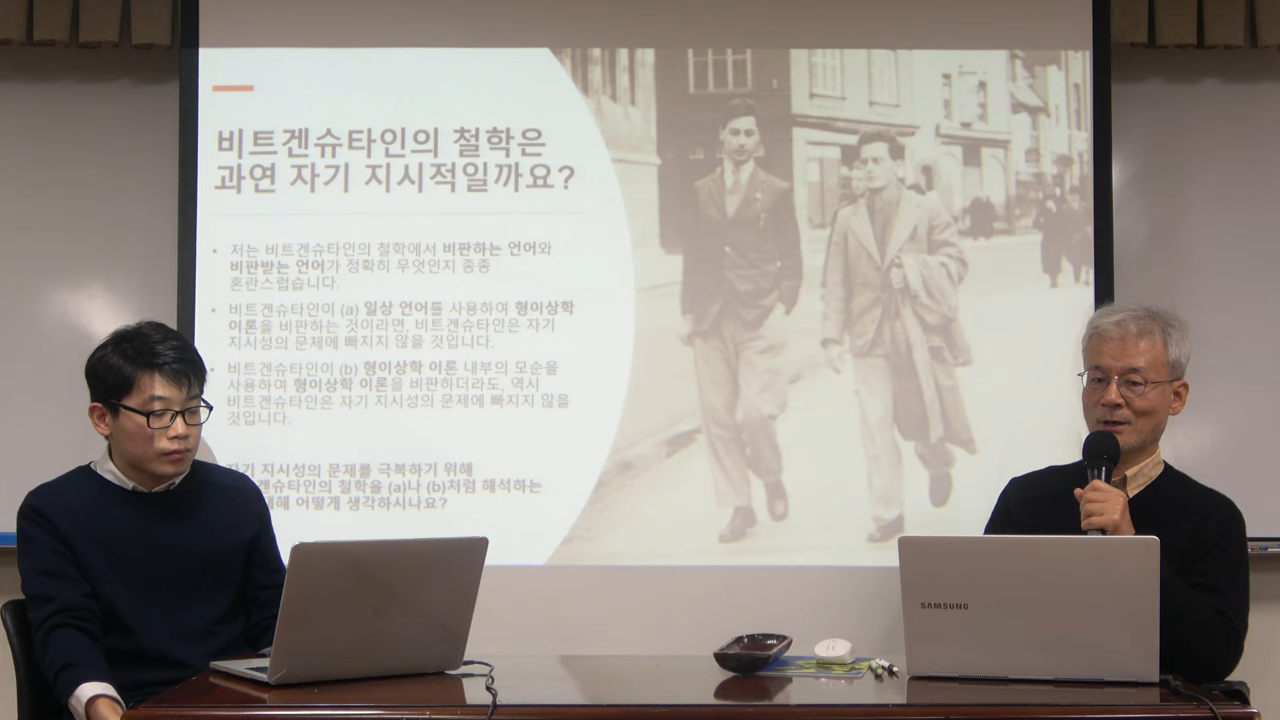 비트겐슈타인의 철학은
과연 자기 지시적일까요?
• 저는 비트겐슈타인의 철학에서 비판하는 언어와
비판받는 언어가 정확히 무엇인지 종종
혼란스럽습니다.
• 비트겐슈타인이 (a) 일상 언어를 사용하여 형이상학
이론을 비판하는 것이라면, 비트겐슈타인은 자기
지시성의 문제에 빠지지 않을 것입니다.
• 비트겐슈타인이 (b) 형이상학 이론 내부의 모순을
사용하여 형이상학 이론을 비판하더라도, 역시
비트겐슈타인은 자기 지시성의 문제에 빠지지 않을
것입니다.
자기 지시성의 문제를 극복하기 위해
겐슈타인의 철학을 (a)나 (b)처럼 해석하는
대해 어떻게 생각하시나요?
SAMSUNG